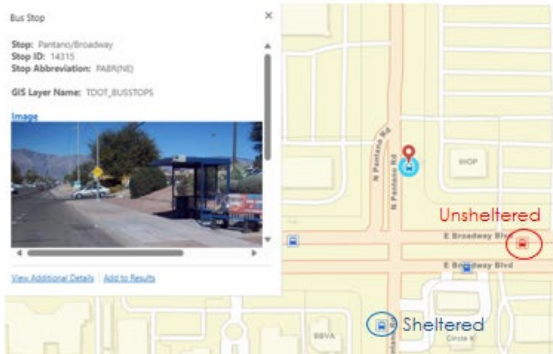 Bus Stop
×
Stop: Pantano/Broadway
Stop ID: 14315
Stop Abbreviation: PABR(NE)
GIS Layer Name: TDOT_BUSSTOPS
Image
View Additional Details | Add to Results
N Pantano Rd
N Pantano Rd
SHOP
Unsheltered
E Broadway Blvd
E Broadway Blvd
Sheltered
BBVA
Circle K